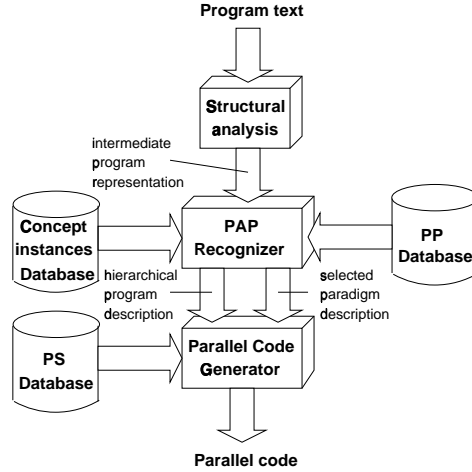 Program text
Structural
analysis
intermediate
program
representation
Concept
instances
Database
PAP
Recognizer
PP
Database
hierarchical
program
description
selected
paradigm
description
PS
Database
Parallel Code
Generator
Parallel code